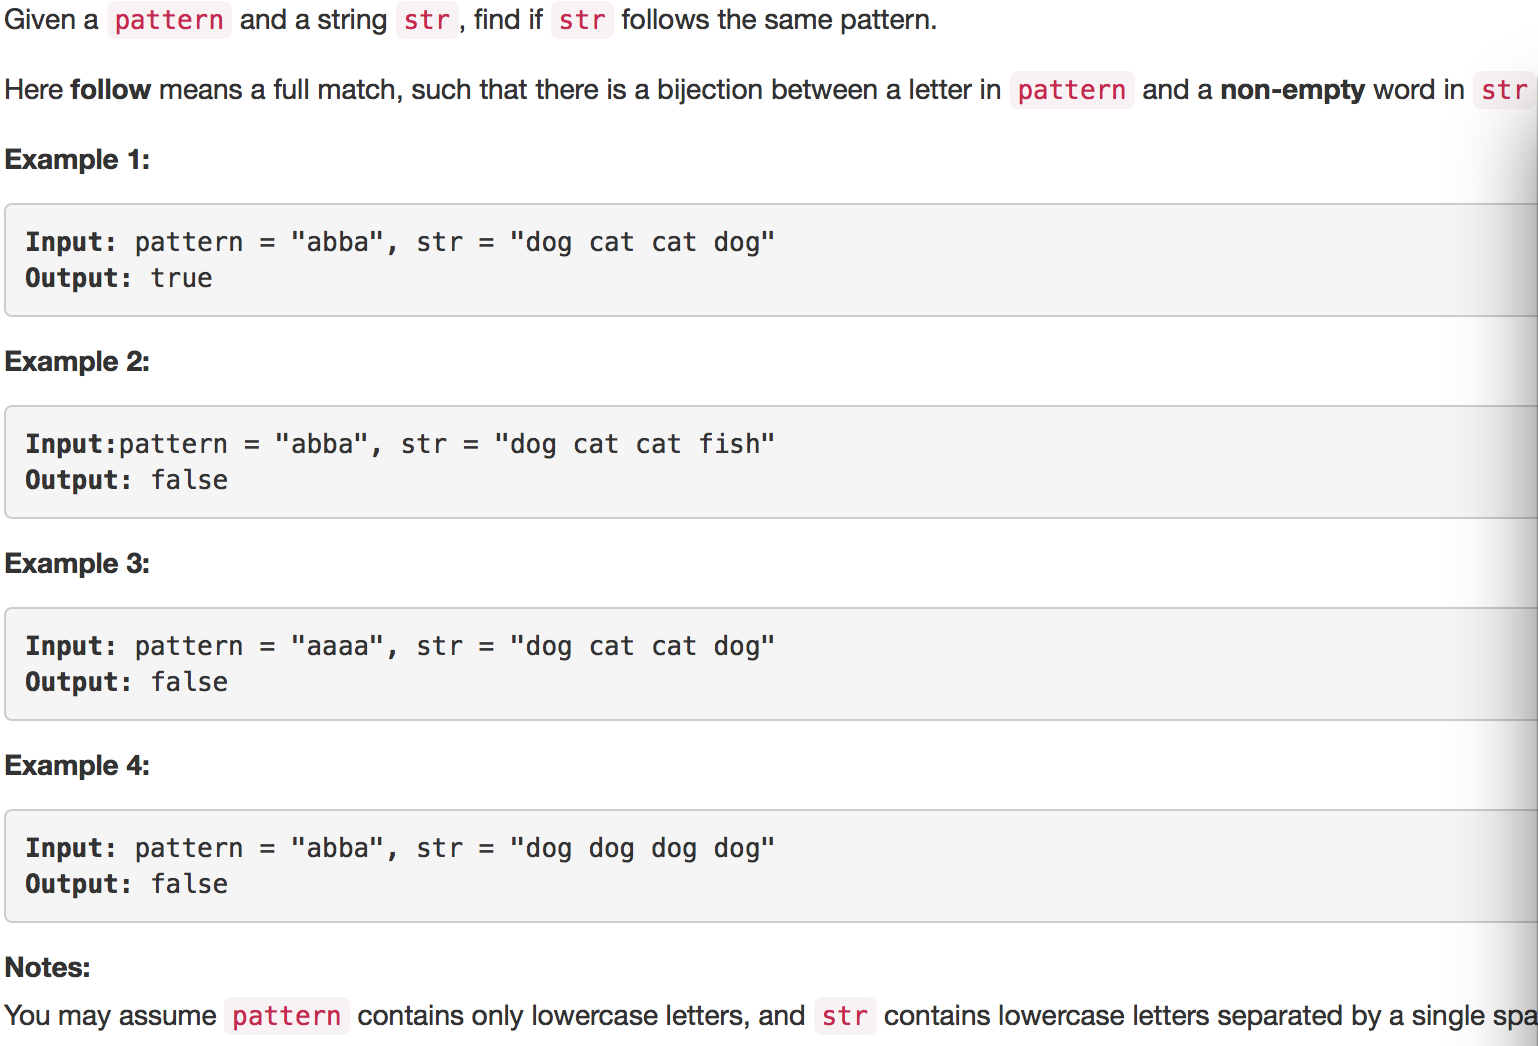 Given a pattern and a string str, find if str follows the same pattern.
Here follow means a full match, such that there is a bijection between a letter in pattern and a non-empty word in str
Example 1:
Input: pattern = "abba", str = "dog cat cat dog"
Output: true
Example 2:
Input:pattern = "abba", str = "dog cat cat fish"
Output: false
Example 3:
Input: pattern = "aaaa", str = "dog cat cat dog"
Output: false
Example 4:
Input: pattern = "abba", str = "dog dog dog dog"
Output: false
Notes:
You may assume pattern contains only lowercase letters, and str contains lowercase letters separated by a single spa